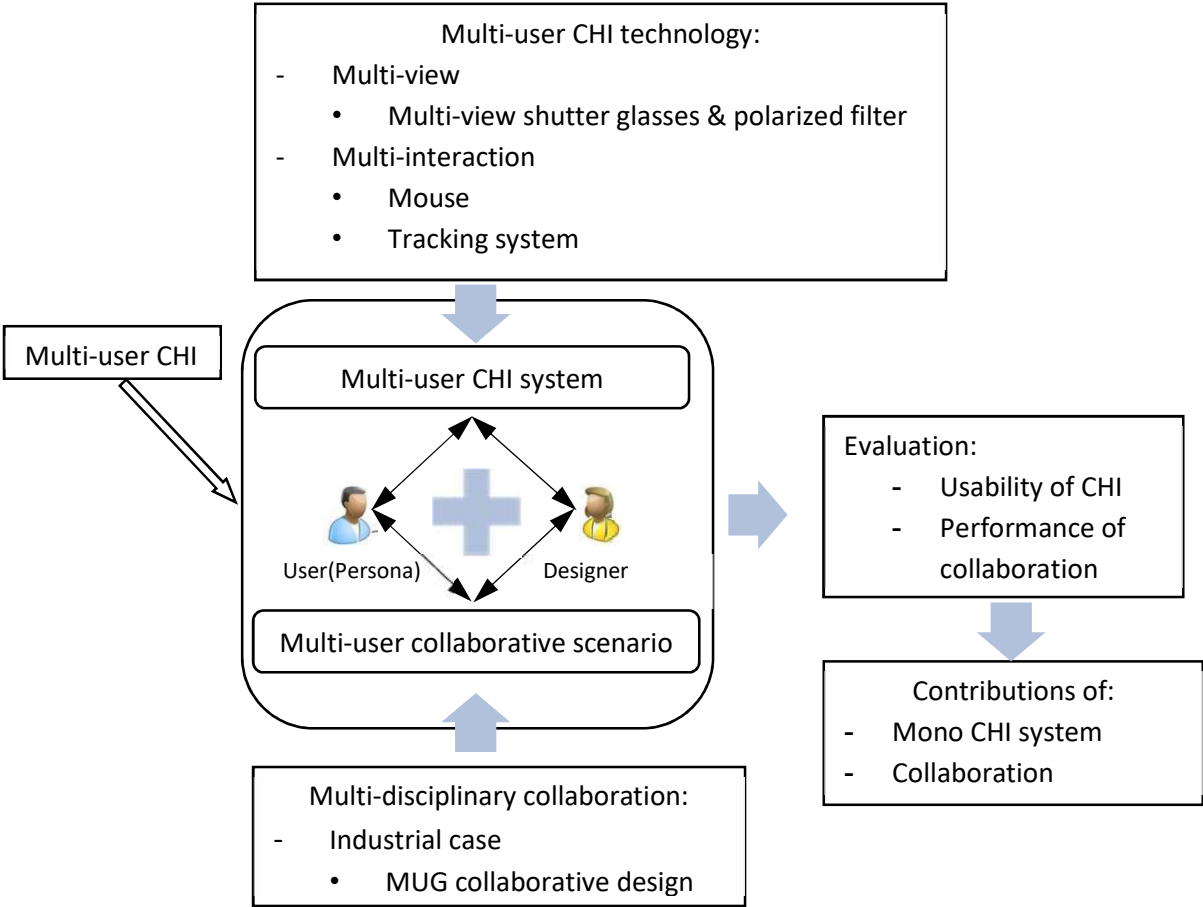 Multi-user CHI technology:
- Multi-view
• Multi-view shutter glasses & polarized filter
- Multi-interaction
• Mouse
• Tracking system
Multi-user CHI
Multi-user CHI system
User(Persona)
Designer
Multi-user collaborative scenario
Evaluation:
- Usability of CHI
- Performance of
collaboration
Contributions of:
- Mono CHI system
- Collaboration
Multi-disciplinary collaboration:
- Industrial case
• MUG collaborative design